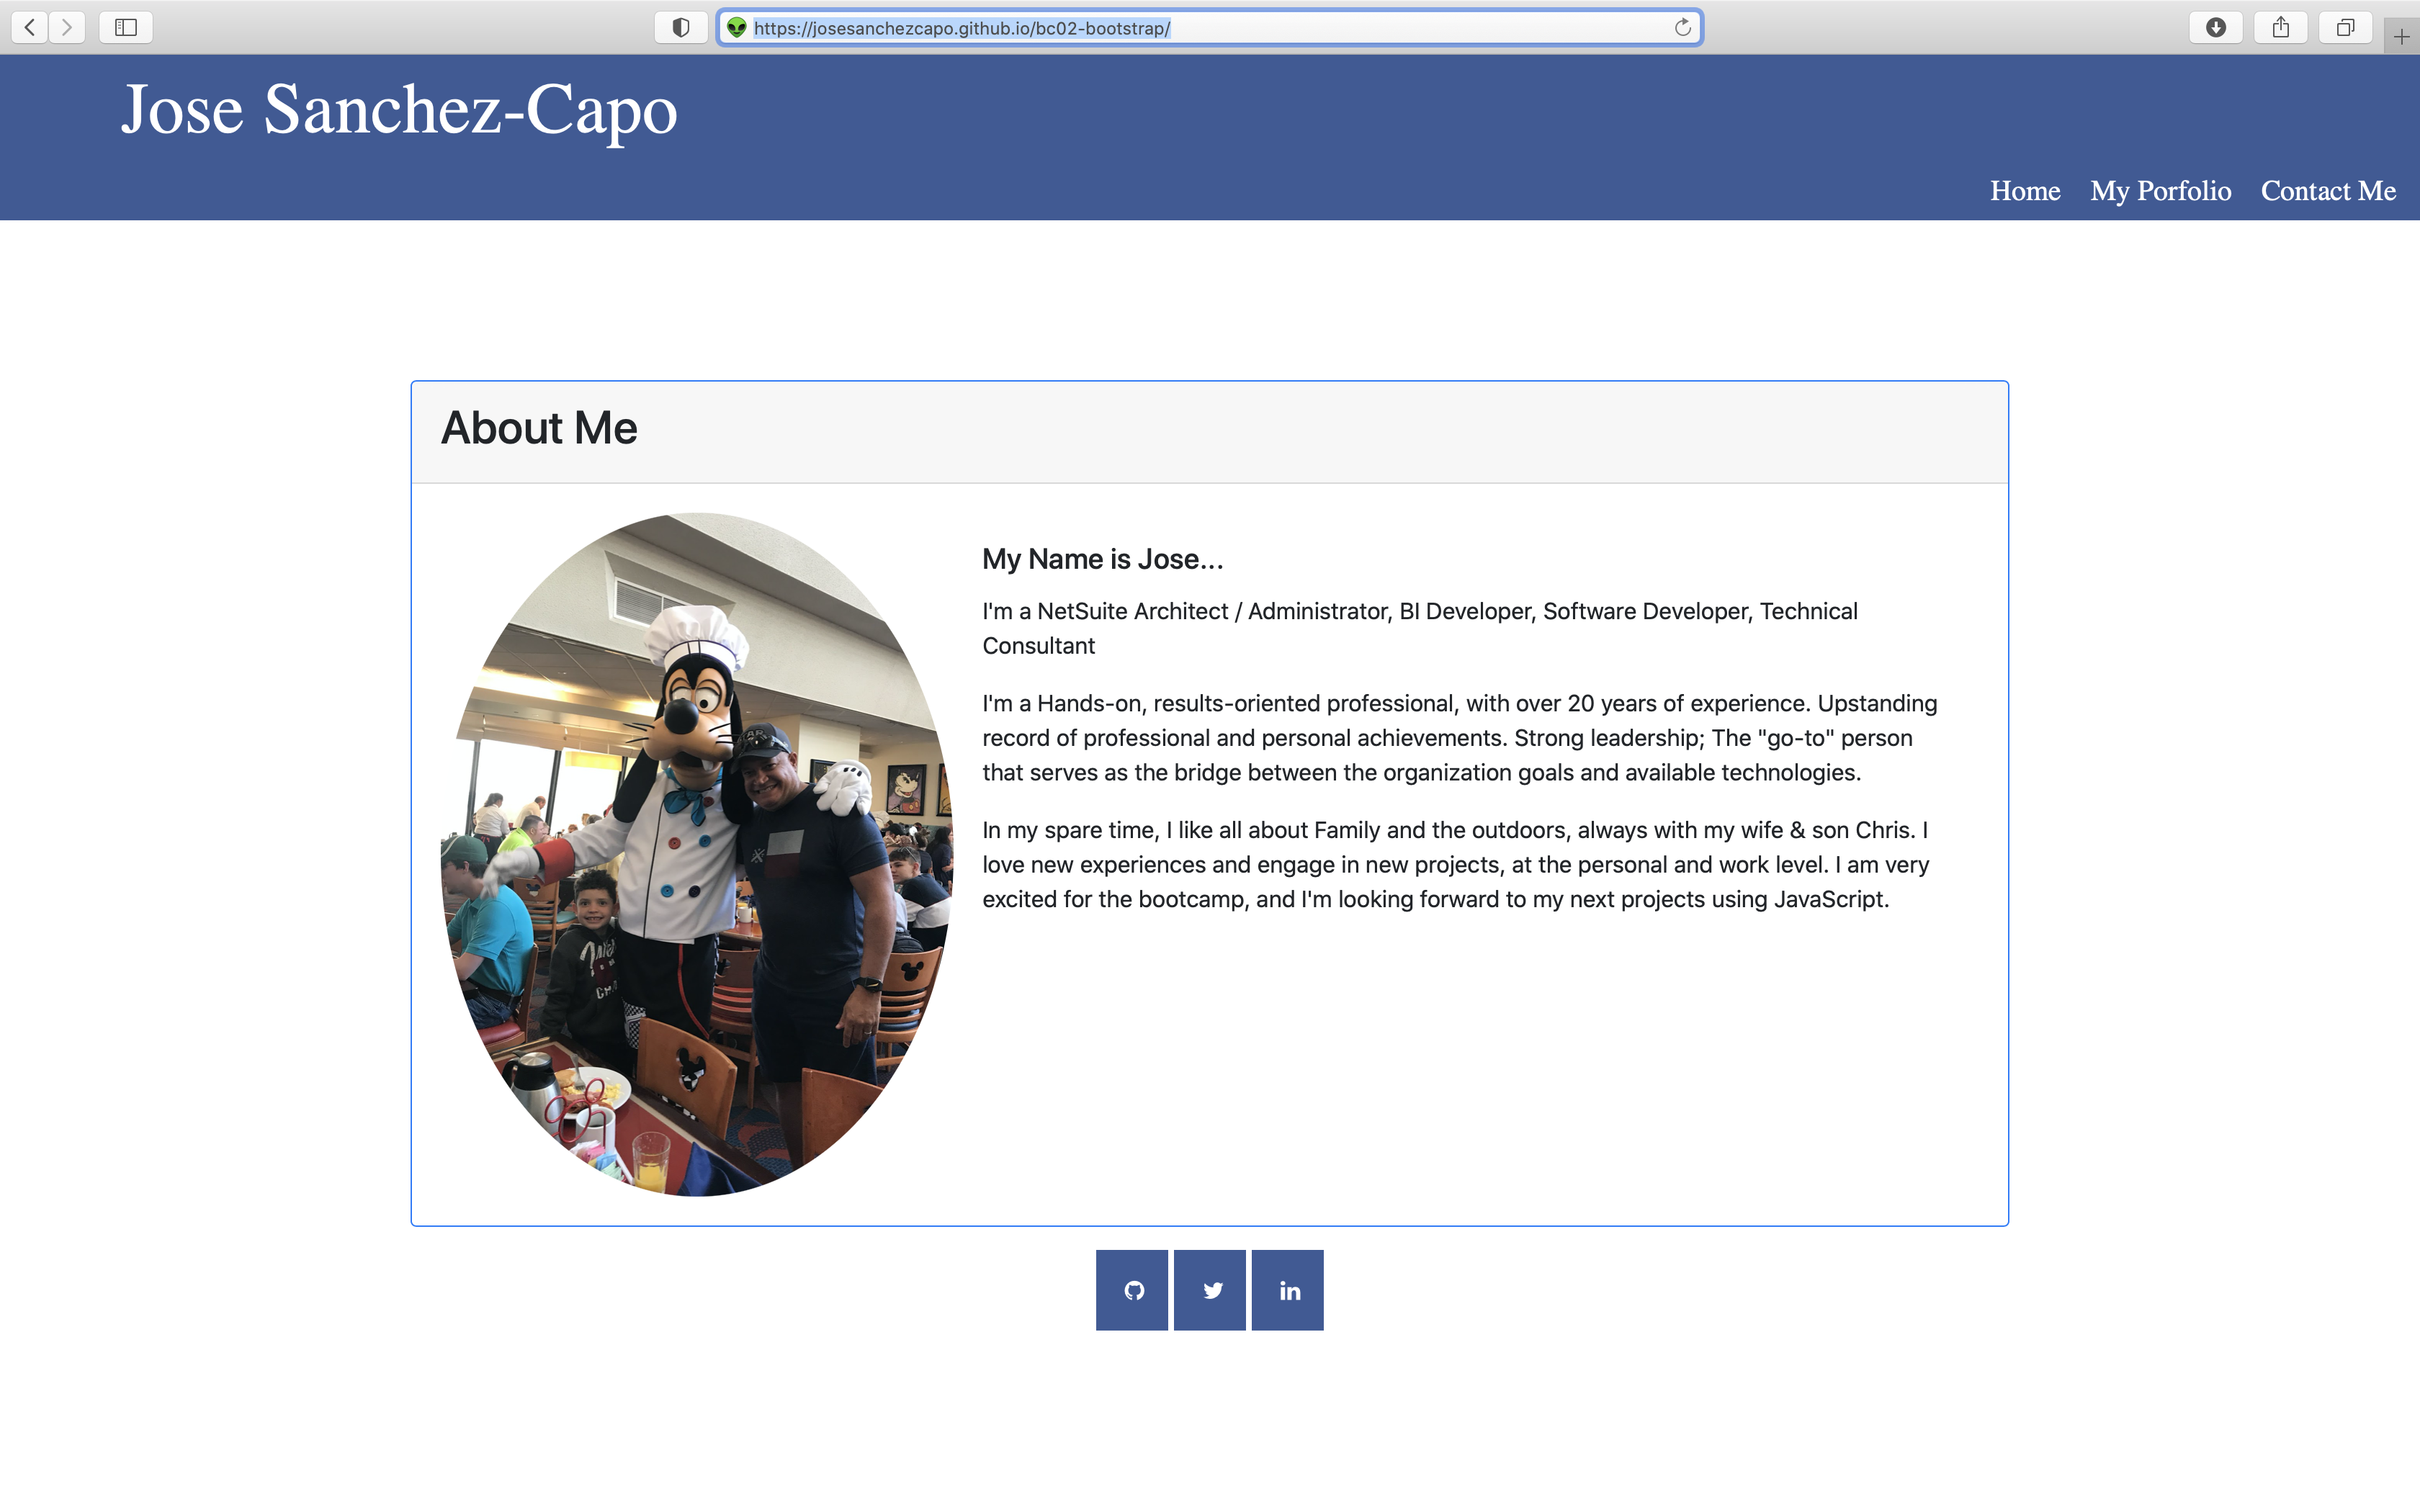 https://josesanchezcapo.github.io/bc02-bootstrap/
Jose Sanchez-Capo
Home My Porfolio Contact Me
About Me
My Name is Jose...
I'm a NetSuite Architect / Administrator, BI Developer, Software Developer, Technical
Consultant
I'm a Hands-on, results-oriented professional, with over 20 years of experience. Upstanding
record of professional and personal achievements. Strong leadership; The "go-to" person
that serves as the bridge between the organization goals and available technologies.
In my spare time, I like all about Family and the outdoors, always with my wife & son Chris. I
love new experiences and engage in new projects, at the personal and work level. I am very
excited for the bootcamp, and I'm looking forward to my next projects using JavaScript.
in